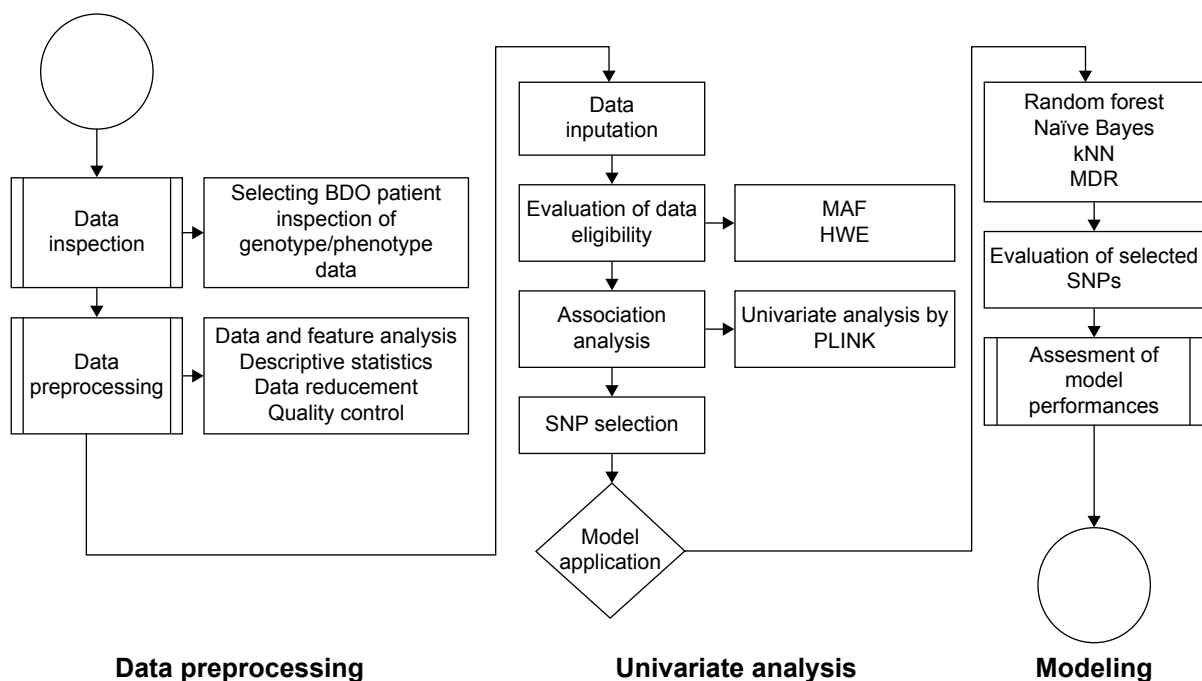 Data
inspection
Selecting BDO patient
inspection of
genotype/phenotype
data
Data
preprocessing
Data and feature analysis
Descriptive statistics
Data reducement
Quality control
Data preprocessing
Data
inputation
Evaluation of data
eligibility
MAF
HWE
Association
analysis
Univariate analysis by
PLINK
SNP selection
Model
application
Univariate analysis
Random forest
Naïve Bayes
kNN
MDR
Evaluation of selected
SNPs
Assesment of
model
performances
Modeling